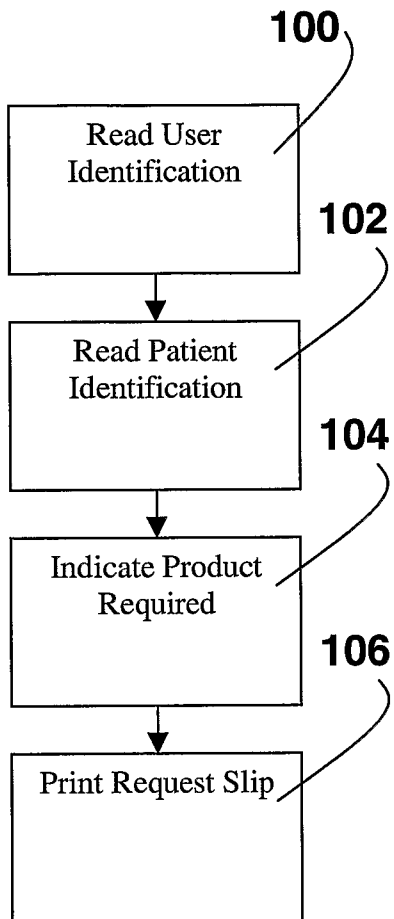 100
Read User
Identification
102
Read Patient
Identification
104
Indicate Product
Required
106
Print Request Slip